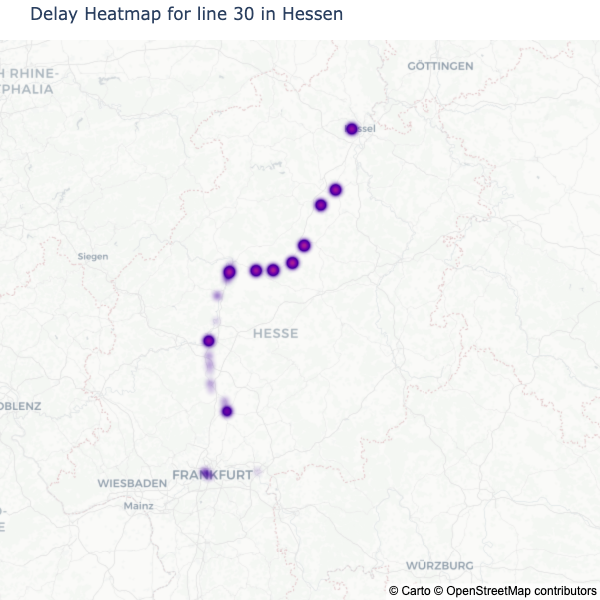 Delay Heatmap for line 30 in Hessen
GÖTTINGEN
H RHINE-
TPHALIA
ssel
Siegen
HESSE
OBLENZ
FRANKFURT
WIESBADEN
Mainz
E
WÜRZBURG
© Carto © OpenStreetMap contributors